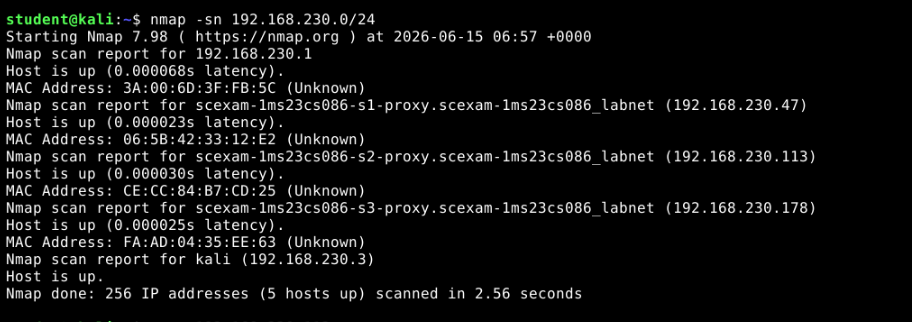 student@kali:~$ nmap -sn 192.168.230.0/24
Starting Nmap 7.98 ( https://nmap.org ) at 2026-06-15 06:57 +0000
Nmap scan report for 192.168.230.1
Host is up (0.000068s latency).
MAC Address: 3A:00:6D:3F:FB:5C (Unknown)
Nmap scan report for scexam-1ms23cs086-s1-proxy.scexam-1ms23cs086_labnet (192.168.230.47)
Host is up (0.000023s latency).
MAC Address: 06:5B:42:33:12:E2 (Unknown)
Nmap scan report for scexam-1ms23cs086-s2-proxy.scexam-1ms23cs086_labnet (192.168.230.113)
Host is up (0.000030s latency).
MAC Address: CE:CC:84:B7:CD:25 (Unknown)
Nmap scan report for scexam-1ms23cs086-s3-proxy.scexam-1ms23cs086_labnet (192.168.230.178)
Host is up (0.000025s latency).
MAC Address: FA:AD:04:35:EE:63 (Unknown)
Nmap scan report for kali (192.168.230.3)
Host is up.
Nmap done: 256 IP addresses (5 hosts up) scanned in 2.56 seconds